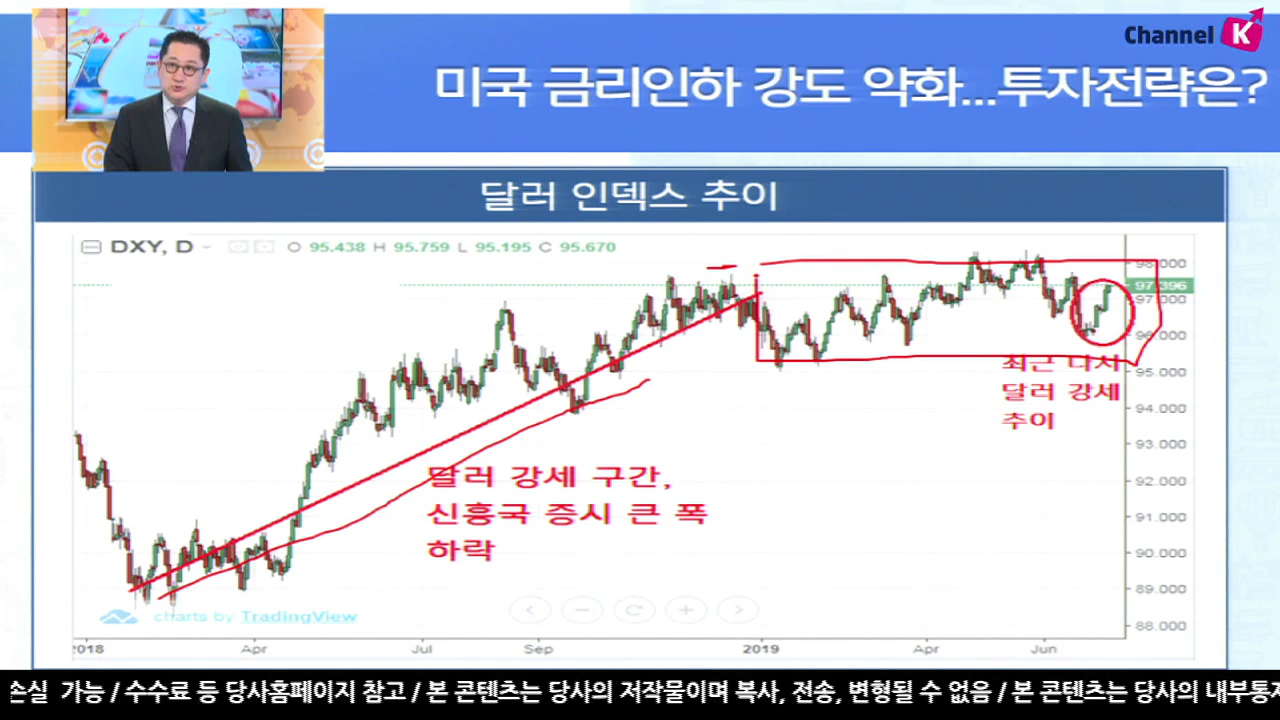 Channel K
미국 금리인하 강도 약화...투자전략은?
달러 인덱스 추이
DXY, D O 95.438 H 95.759 L 95.195 C 95.670
98.000
97.396
97.000
96.000
95.000
94.000
93.000
92.000
91.000
90.000
89.000
88.000
최근 다시
달러 강세
추이
달러 강세 구간,
신흥국 증시 큰 폭
하락
charts by TradingView
2018 Apr Jul Sep 2019 Apr Jun
손실 가능 / 수수료 등 당사홈페이지 참고 / 본 콘텐츠는 당사의 저작물이며 복사, 전송, 변형될 수 없음 / 본 콘텐츠는 당사의 내부통제